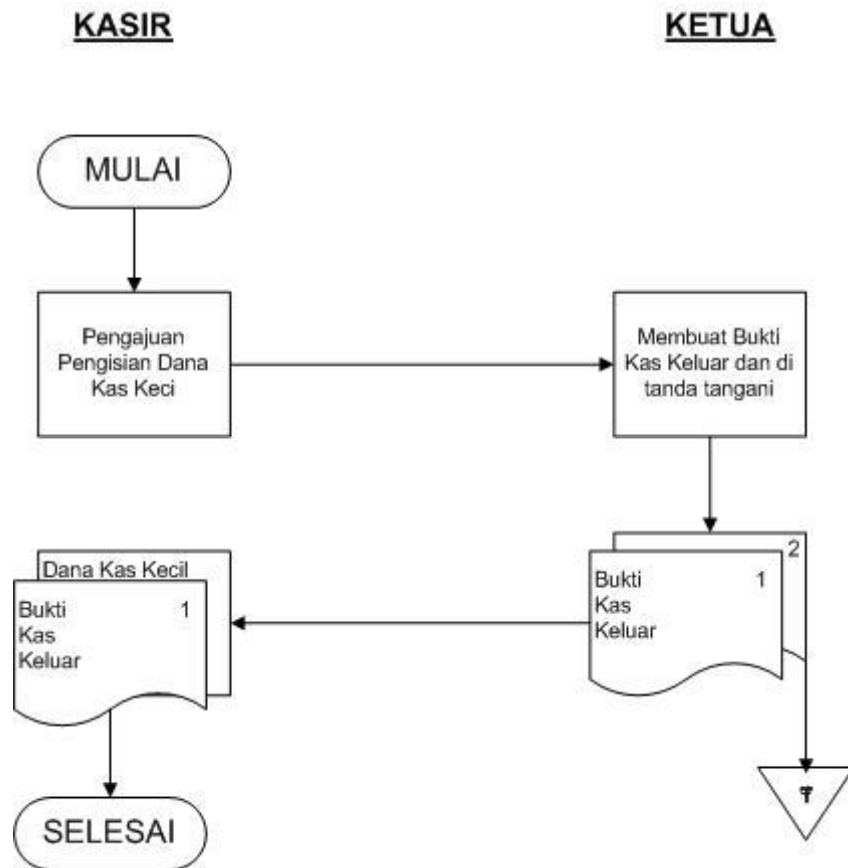 KASIR
KETUA
MULAI
Pengajuan
Pengisian Dana
Kas Keci
Membuat Bukti
Kas Keluar dan di
tanda tangani
2
Bukti 1
Kas
Keluar
Dana Kas Kecil
Bukti 1
Kas
Keluar
SELESAI